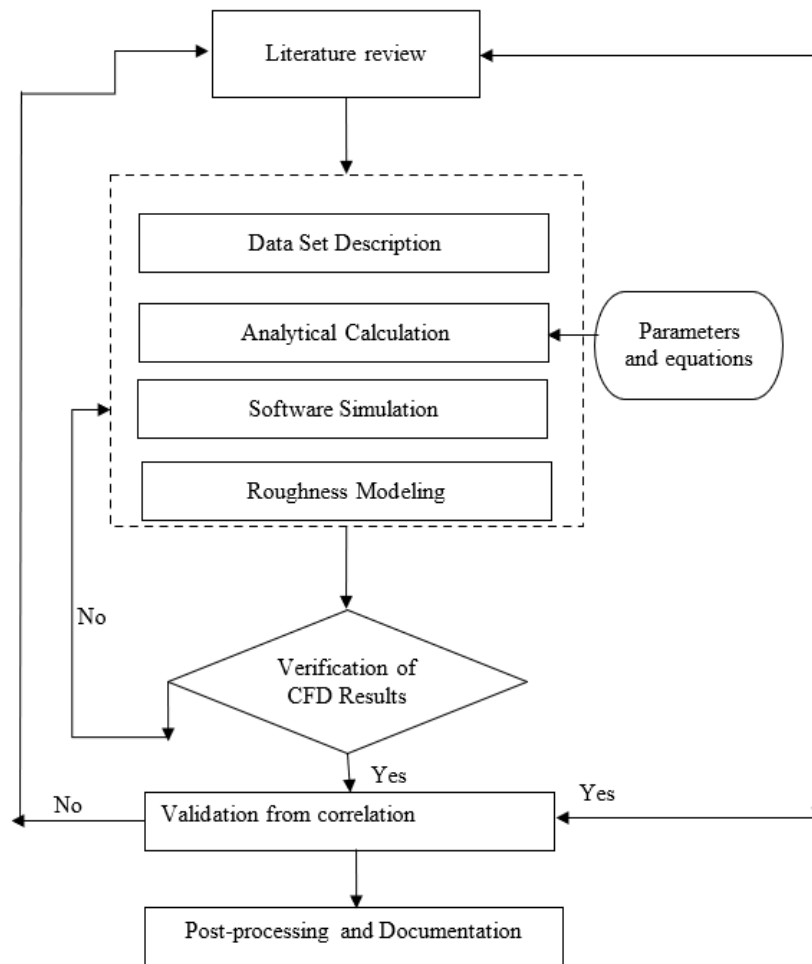 Literature review
Data Set Description
Analytical Calculation
Parameters
and equations
Software Simulation
Roughness Modeling
No
Verification of
CFD Results
Yes
No
Validation from correlation
Yes
Post-processing and Documentation